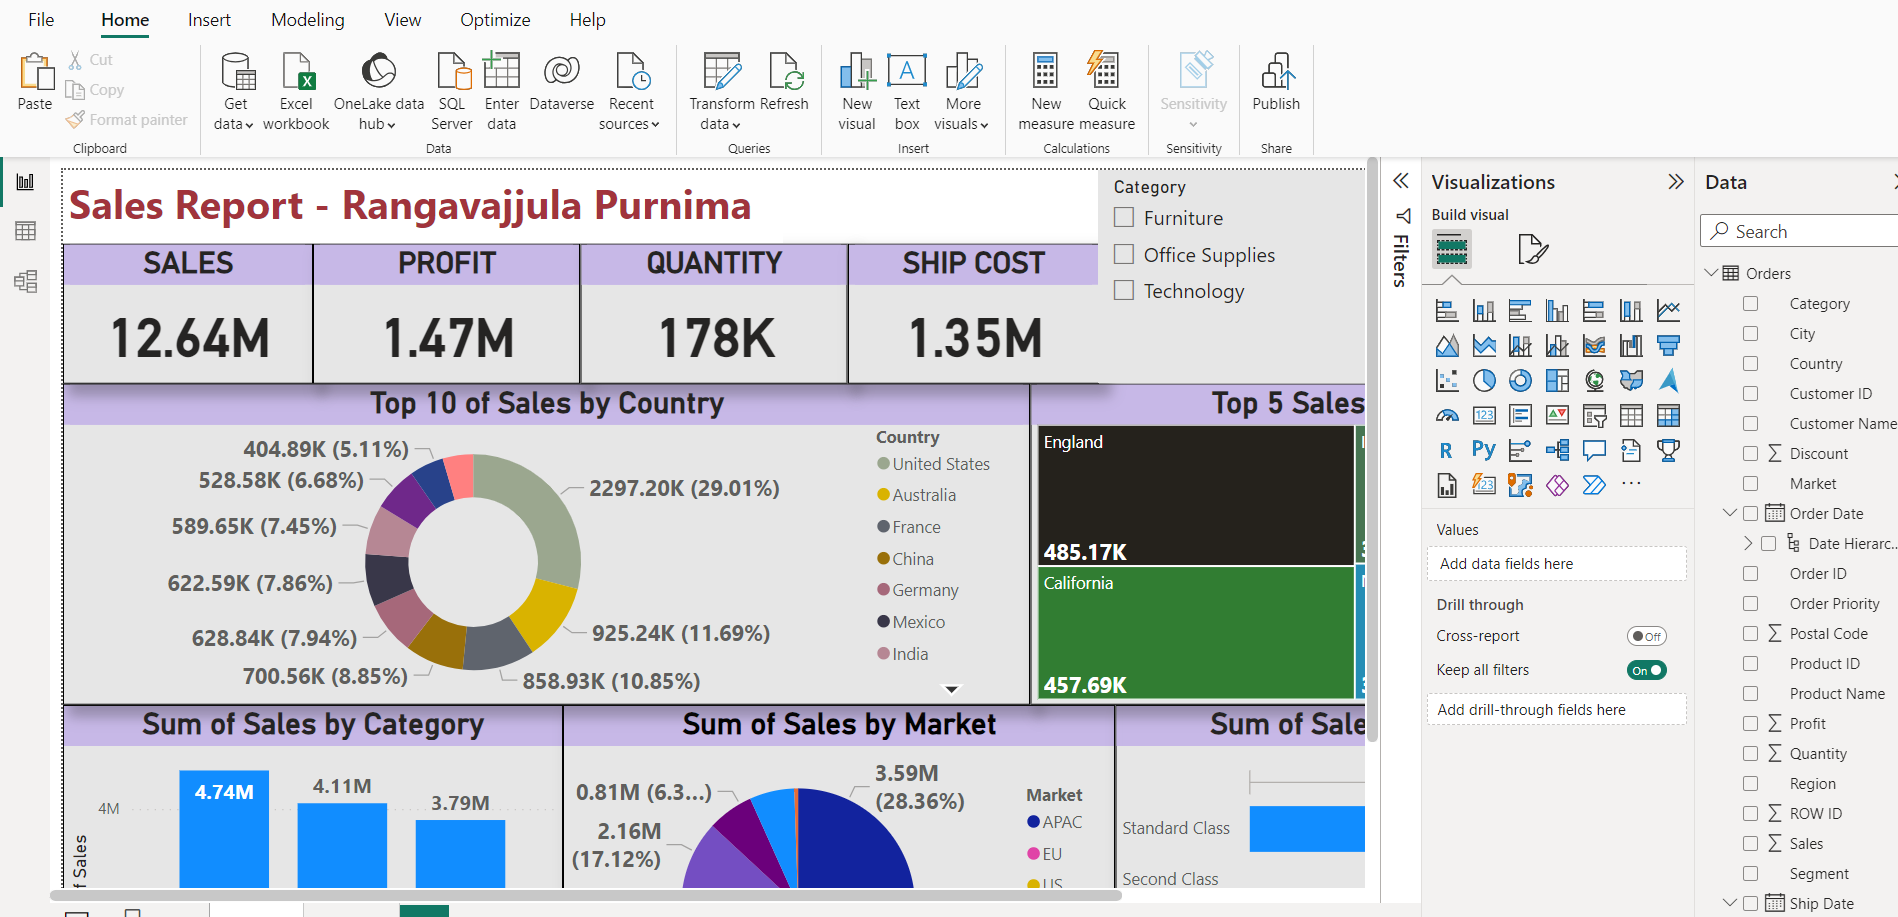 File Home Insert Modeling View Optimize Help
Paste
Cut
Copy
Format painter
Clipboard
Get data
Excel workbook
OneLake data hub
SQL Server
Enter data
Dataverse
Recent sources
Data
Transform data
Refresh
Queries
New visual
Text box
More visuals
Insert
New measure
Quick measure
Calculations
Sensitivity
Sensitivity
Publish
Share
Sales Report - Rangavajjula Purnima
Category
Furniture
Office Supplies
Technology
SALES
12.64M
PROFIT
1.47M
QUANTITY
178K
SHIP COST
1.35M
Top 10 of Sales by Country
404.89K (5.11%)
528.58K (6.68%)
589.65K (7.45%)
622.59K (7.86%)
628.84K (7.94%)
700.56K (8.85%)
2297.20K (29.01%)
925.24K (11.69%)
858.93K (10.85%)
Country
United States
Australia
France
China
Germany
Mexico
India
Top 5 Sales
England
485.17K
California
457.69K
Sum of Sales by Category
4M
4.74M
4.11M
3.79M
f Sales
Sum of Sales by Market
0.81M (6.3...)
2.16M
(17.12%)
3.59M
(28.36%)
Market
APAC
EU
US
Sum of Sale
Standard Class
Second Class
Filters
Visualizations
Build visual
123
R
Py
123
...
Values
Add data fields here
Drill through
Cross-report
Off
Keep all filters
On
Add drill-through fields here
Data
Search
Orders
Category
City
Country
Customer ID
Customer Name
Discount
Market
Order Date
Date Hierarc...
Order ID
Order Priority
Postal Code
Product ID
Product Name
Profit
Quantity
Region
ROW ID
Sales
Segment
Ship Date